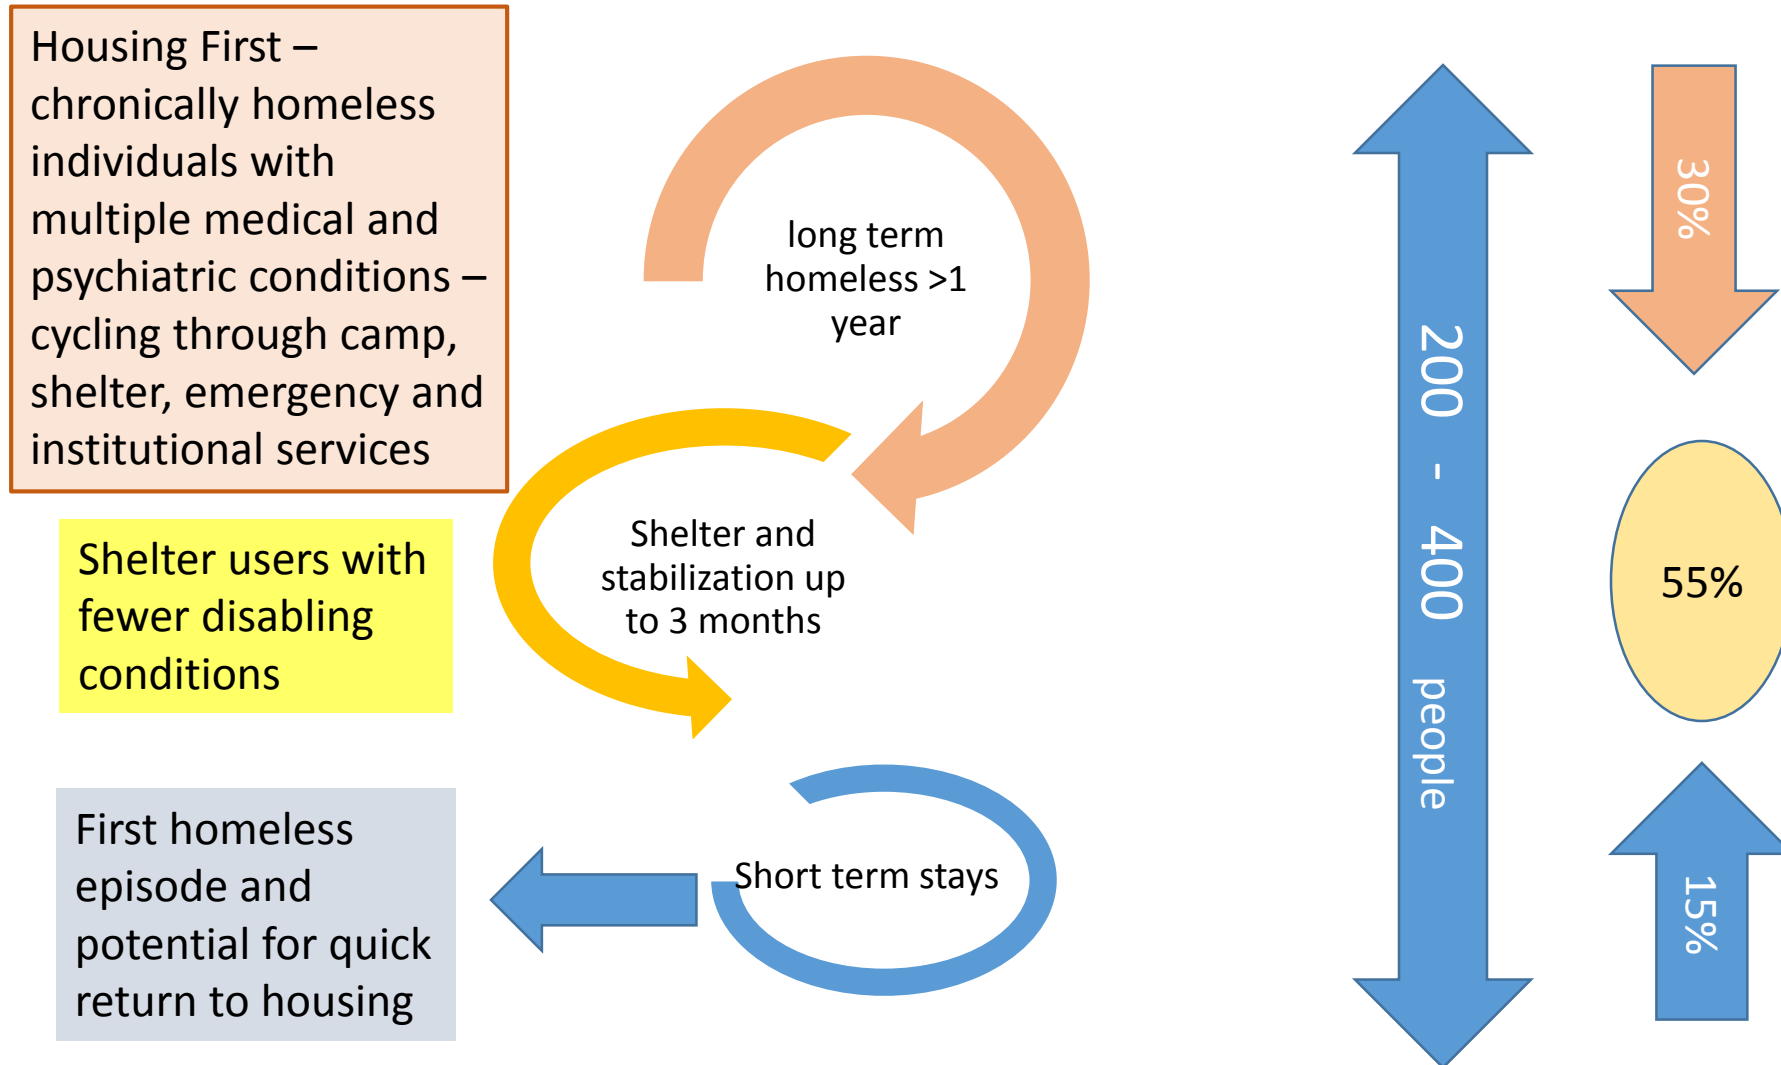 Housing First –
chronically homeless
individuals with
multiple medical and
psychiatric conditions –
cycling through camp,
shelter, emergency and
institutional services
long term
homeless >1
year
Shelter users with
fewer disabling
conditions
Shelter and
stabilization up
to 3 months
First homeless
episode and
potential for quick
return to housing
Short term stays
200 - 400 people
30%
55%
15%